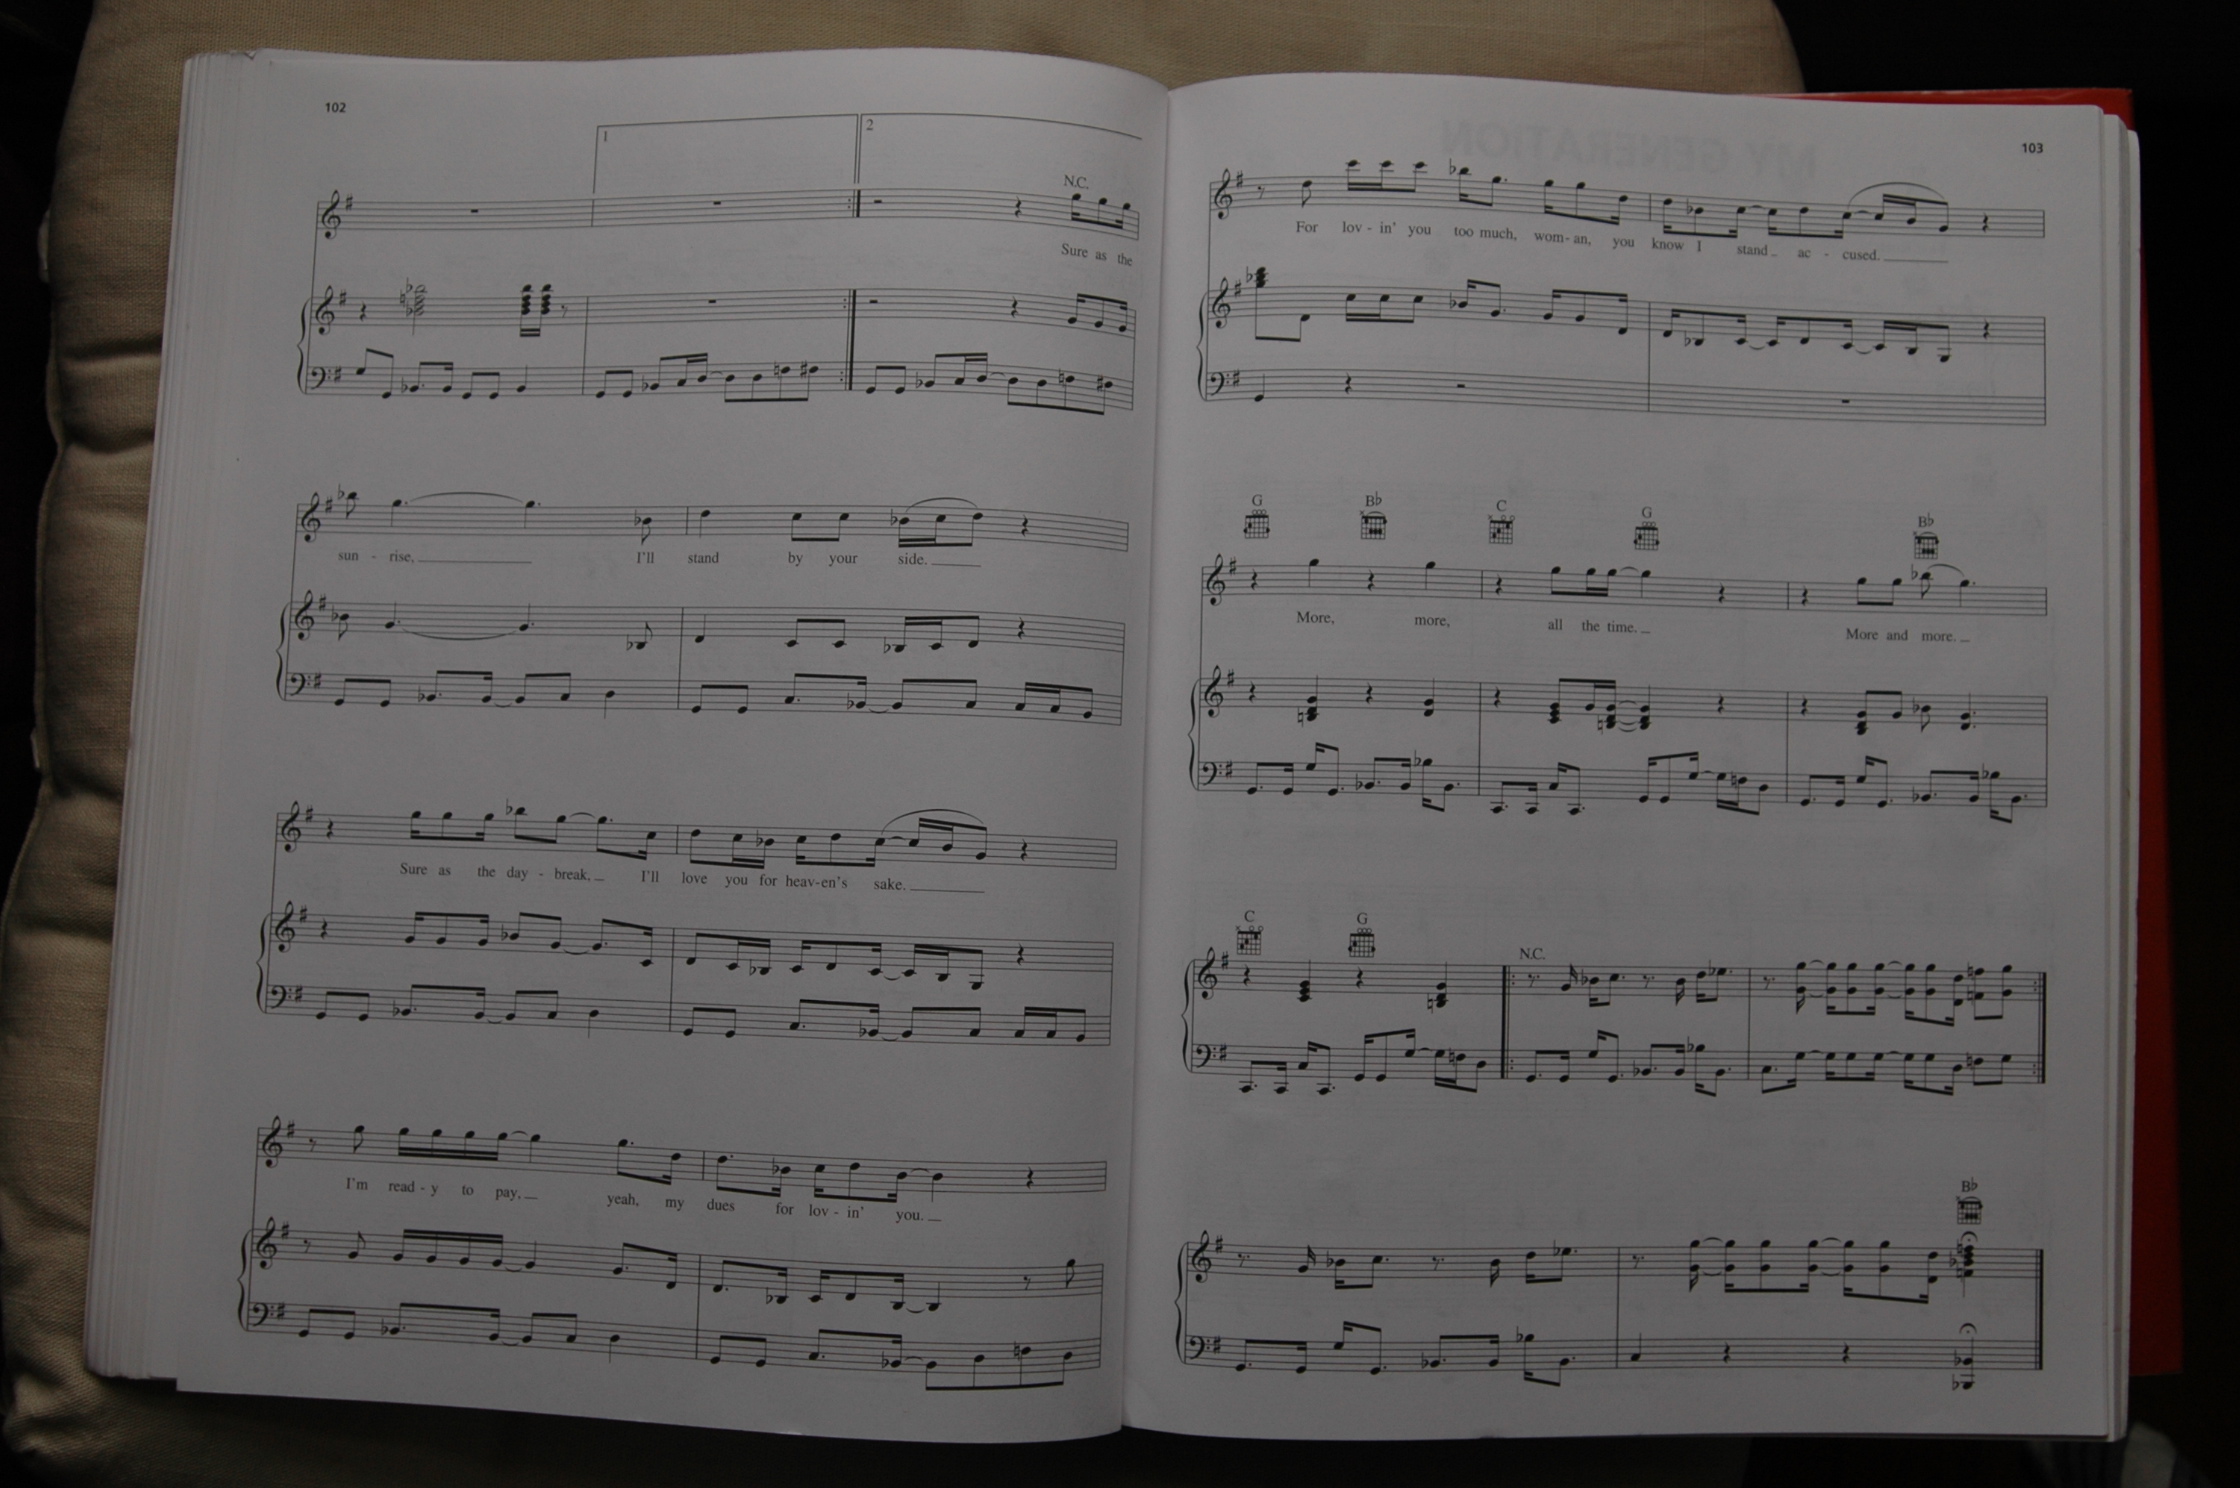 102
1 2
N.C.
Sure as the
sun - rise, I'll stand by your side.
Sure as the day - break, I'll love you for heav-en's sake.
I'm read - y to pay, yeah, my dues for lov - in' you.
103
MY GENERATION
For lov - in' you too much, wom- an, you know I stand ac - cused.
G B♭ C G B♭
More, more, all the time. More and more.
C G N.C.
B♭